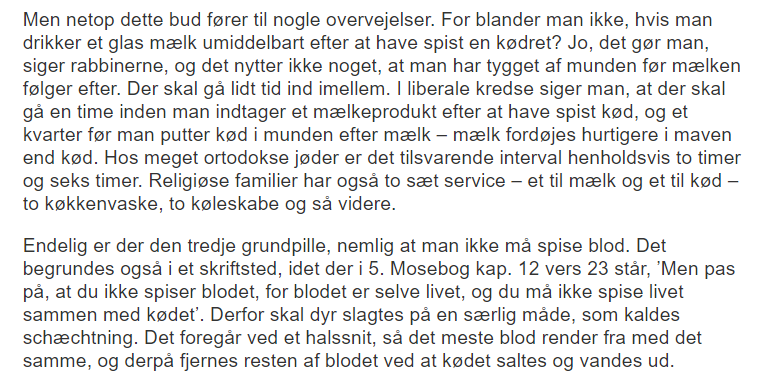 Men netop dette bud fører til nogle overvejelser. For blander man ikke, hvis man
drikker et glas mælk umiddelbart efter at have spist en kødret? Jo, det gør man,
siger rabbinerne, og det nytter ikke noget, at man har tygget af munden før mælken
følger efter. Der skal gå lidt tid ind imellem. I liberale kredse siger man, at der skal
gå en time inden man indtager et mælkeprodukt efter at have spist kød, og et
kvarter før man putter kød i munden efter mælk – mælk fordøjes hurtigere i maven
end kød. Hos meget ortodokse jøder er det tilsvarende interval henholdsvis to timer
og seks timer. Religiøse familier har også to sæt service – et til mælk og et til kød –
to køkkenvaske, to køleskabe og så videre.
Endelig er der den tredje grundpille, nemlig at man ikke må spise blod. Det
begrundes også i et skriftsted, idet der i 5. Mosebog kap. 12 vers 23 står, ’Men pas
på, at du ikke spiser blodet, for blodet er selve livet, og du må ikke spise livet
sammen med kødet’. Derfor skal dyr slagtes på en særlig måde, som kaldes
schæchtning. Det foregår ved et halssnit, så det meste blod render fra med det
samme, og derpå fjernes resten af blodet ved at kødet saltes og vandes ud.